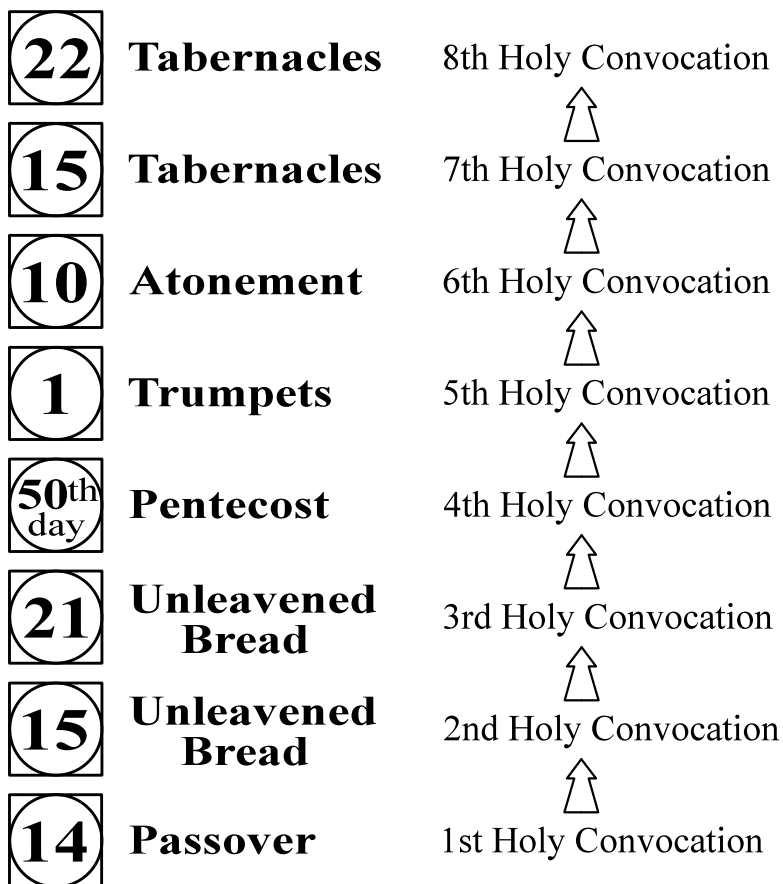 22 Tabernacles 8th Holy Convocation
15 Tabernacles 7th Holy Convocation
10 Atonement 6th Holy Convocation
1 Trumpets 5th Holy Convocation
50th day Pentecost 4th Holy Convocation
21 Unleavened Bread 3rd Holy Convocation
15 Unleavened Bread 2nd Holy Convocation
14 Passover 1st Holy Convocation